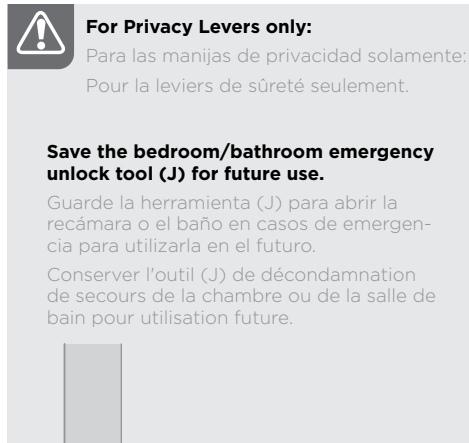 For Privacy Levers only:
Para las manijas de privacidad solamente:
Pour la leviers de sûreté seulement.
Save the bedroom/bathroom emergency
unlock tool (J) for future use.
Guarde la herramienta (J) para abrir la
recámara o el baño en casos de emergen-
cia para utilizarla en el futuro.
Conserver l'outil (J) de décondamnation
de secours de la chambre ou de la salle de
bain pour utilisation future.